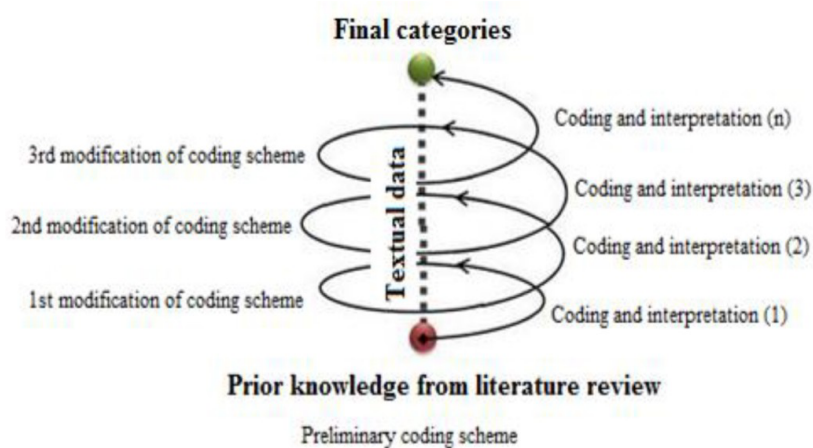 Final categories
Coding and interpretation (n)
3rd modification of coding scheme
Coding and interpretation (3)
Textual data
2nd modification of coding scheme
Coding and interpretation (2)
1st modification of coding scheme
Coding and interpretation (1)
Prior knowledge from literature review
Preliminary coding scheme